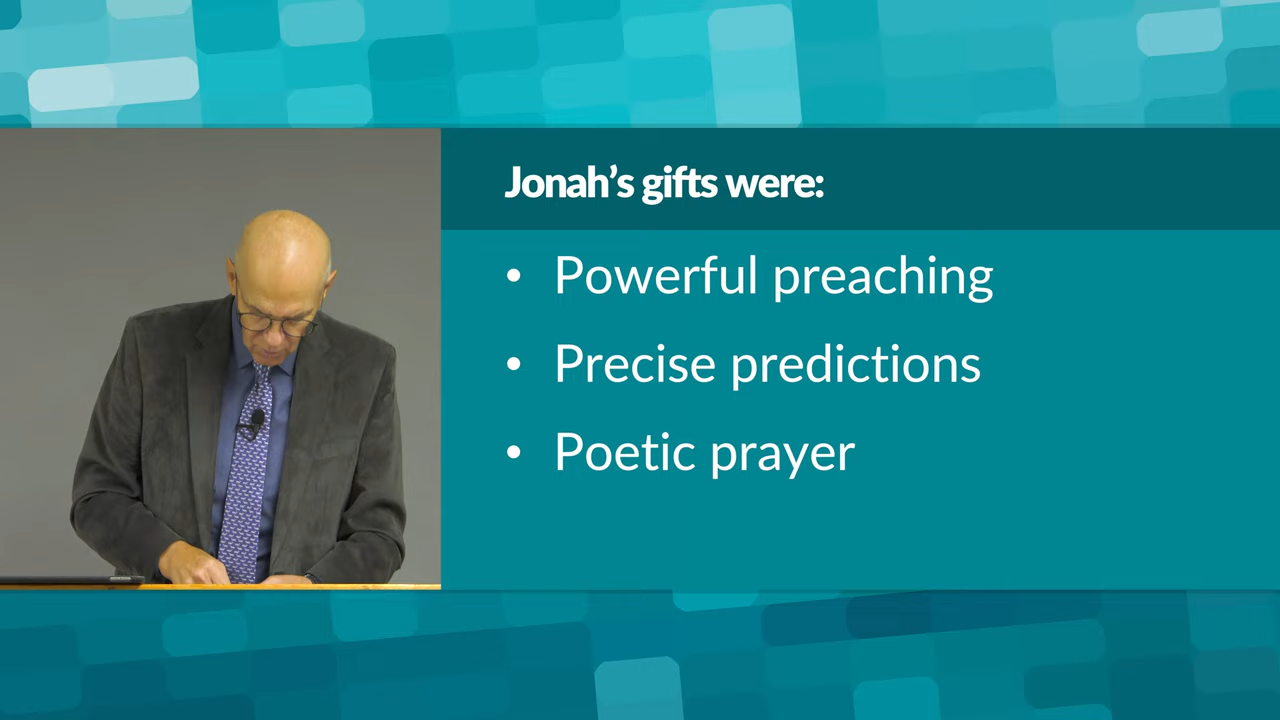 Jonah’s gifts were:
• Powerful preaching
• Precise predictions
• Poetic prayer